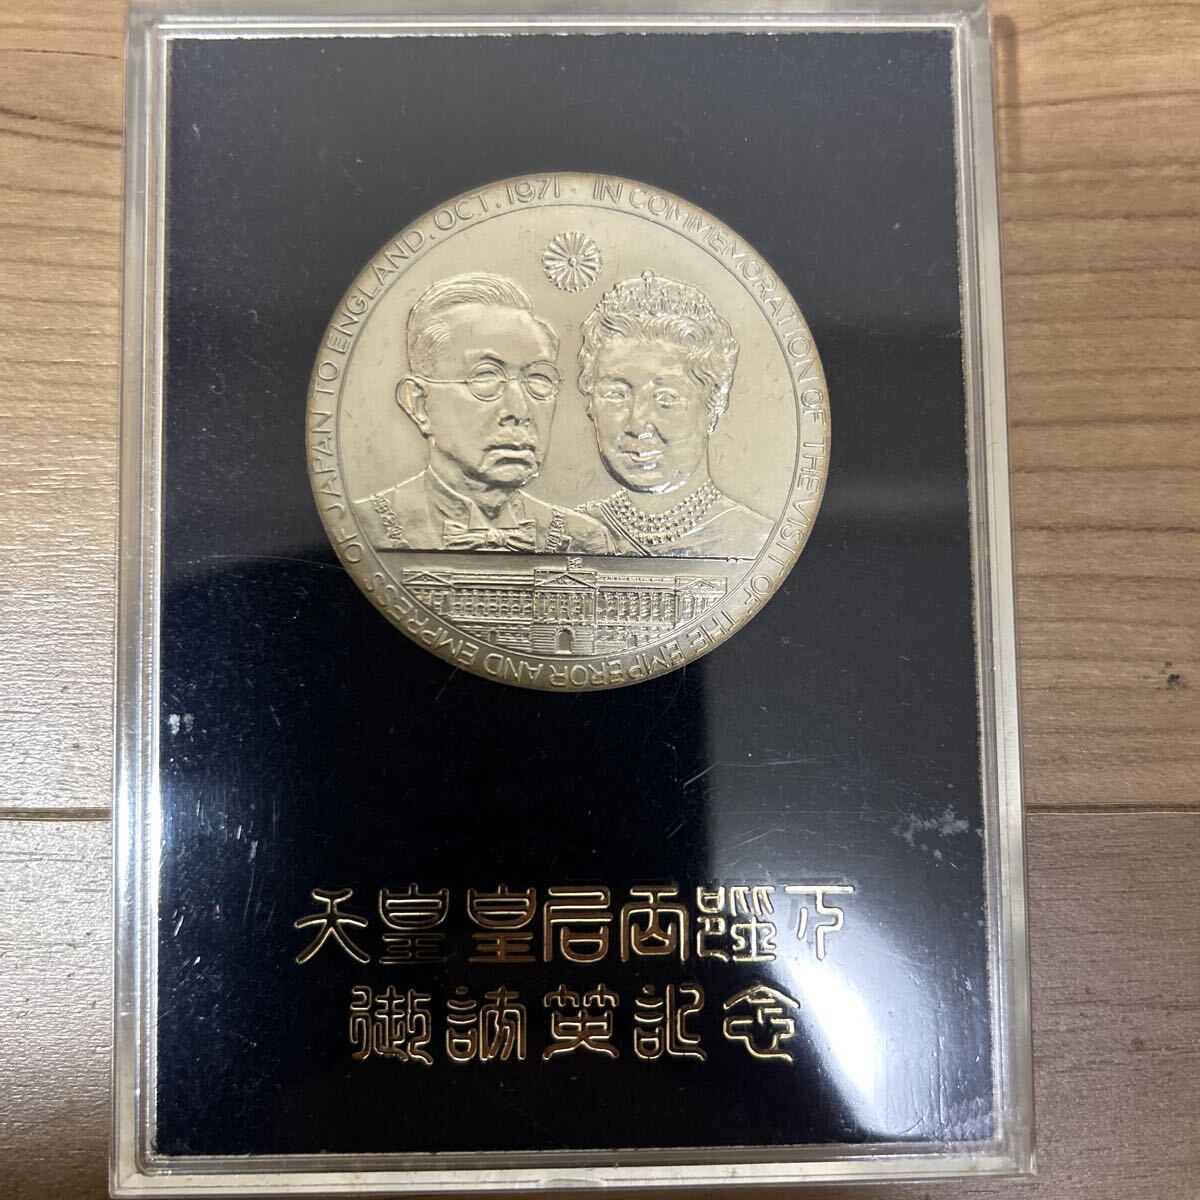 IN COMMEMORATION OF THE VISIT OF THE EMPEROR AND EMPRESS OF JAPAN TO ENGLAND. OCT. 1971 ·
天皇皇后両陛下
御訪英記念